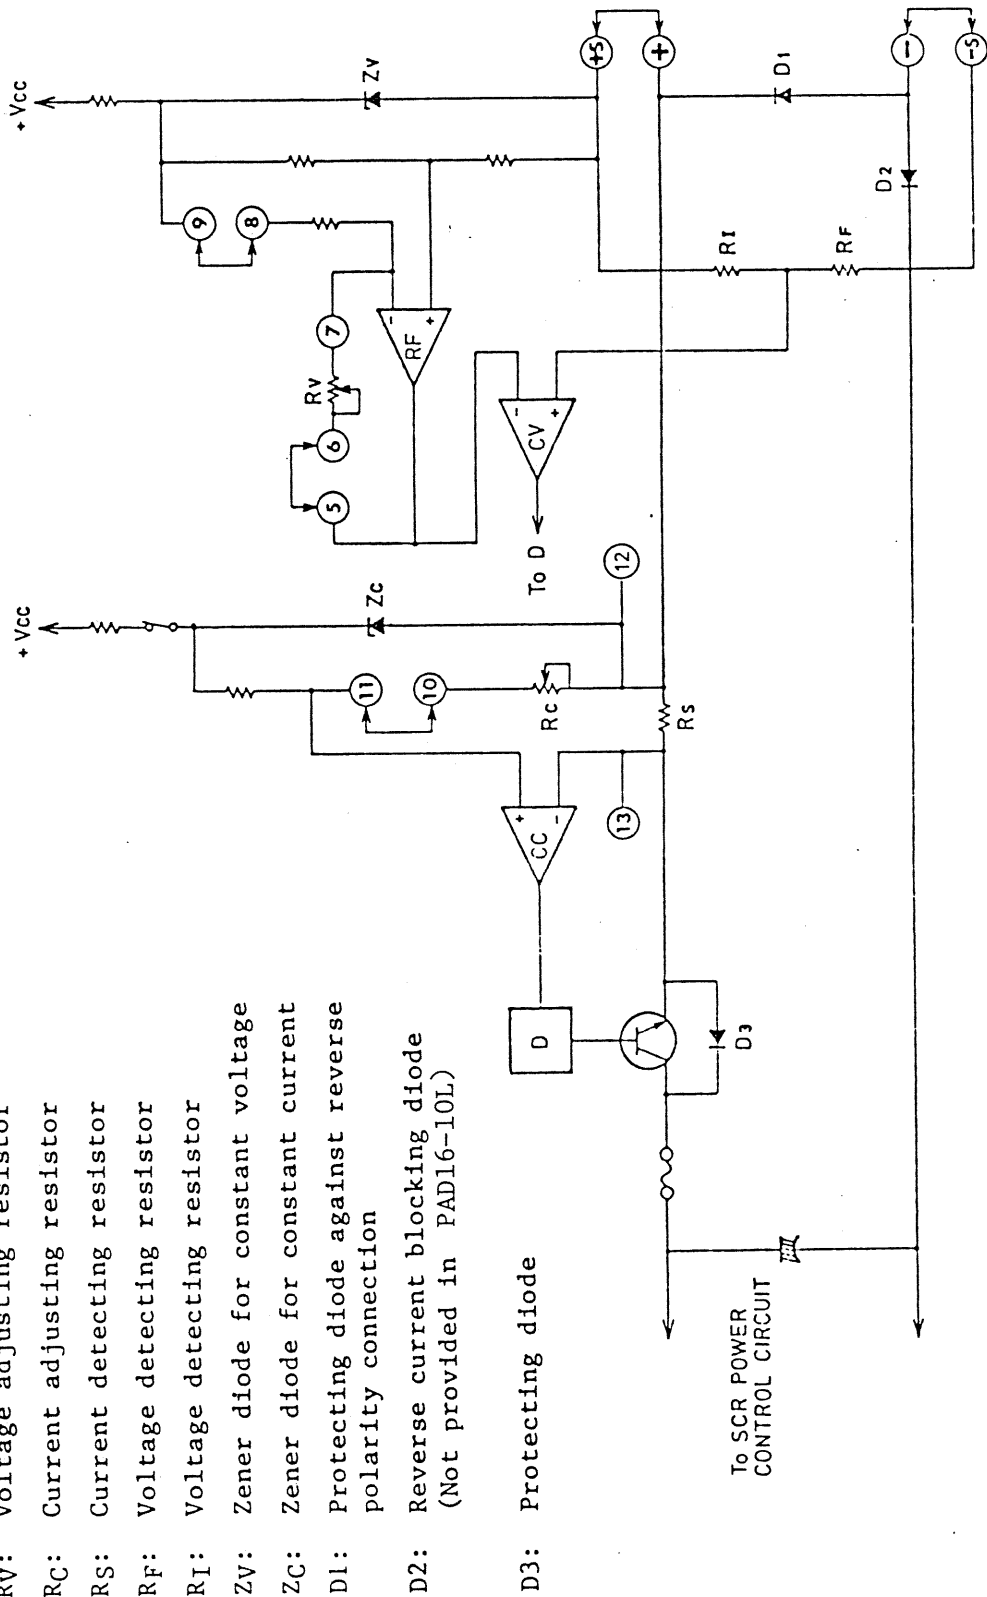 RV: Voltage adjusting resistor
RC: Current adjusting resistor
RS: Current detecting resistor
RF: Voltage detecting resistor
RI: Voltage detecting resistor
ZV: Zener diode for constant voltage
ZC: Zener diode for constant current
D1: Protecting diode against reverse
polarity connection
D2: Reverse current blocking diode
(Not provided in PAD16-10L)
D3: Protecting diode
+Vcc
+Vcc
9
8
7
Rv
6
5
RF
-
+
Zv
CV
-
+
To D
Zc
11
10
Rc
12
13
CC
+
-
D
Rs
D3
RI
RF
D1
D2
+S
+
-
-S
To SCR POWER
CONTROL CIRCUIT